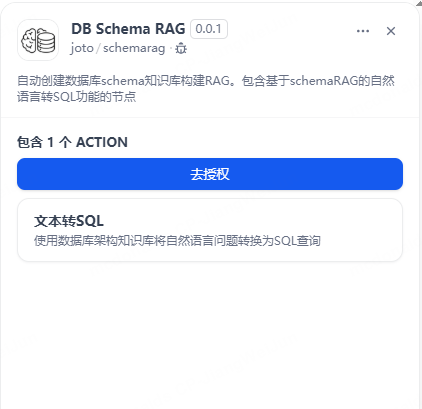 DB Schema RAG 0.0.1
joto / schemarag ·
自动创建数据库schema知识库构建RAG。包含基于schemaRAG的自然
语言转SQL功能的节点
包含 1 个 ACTION
去授权
文本转SQL
使用数据库架构知识库将自然语言问题转换为SQL查询